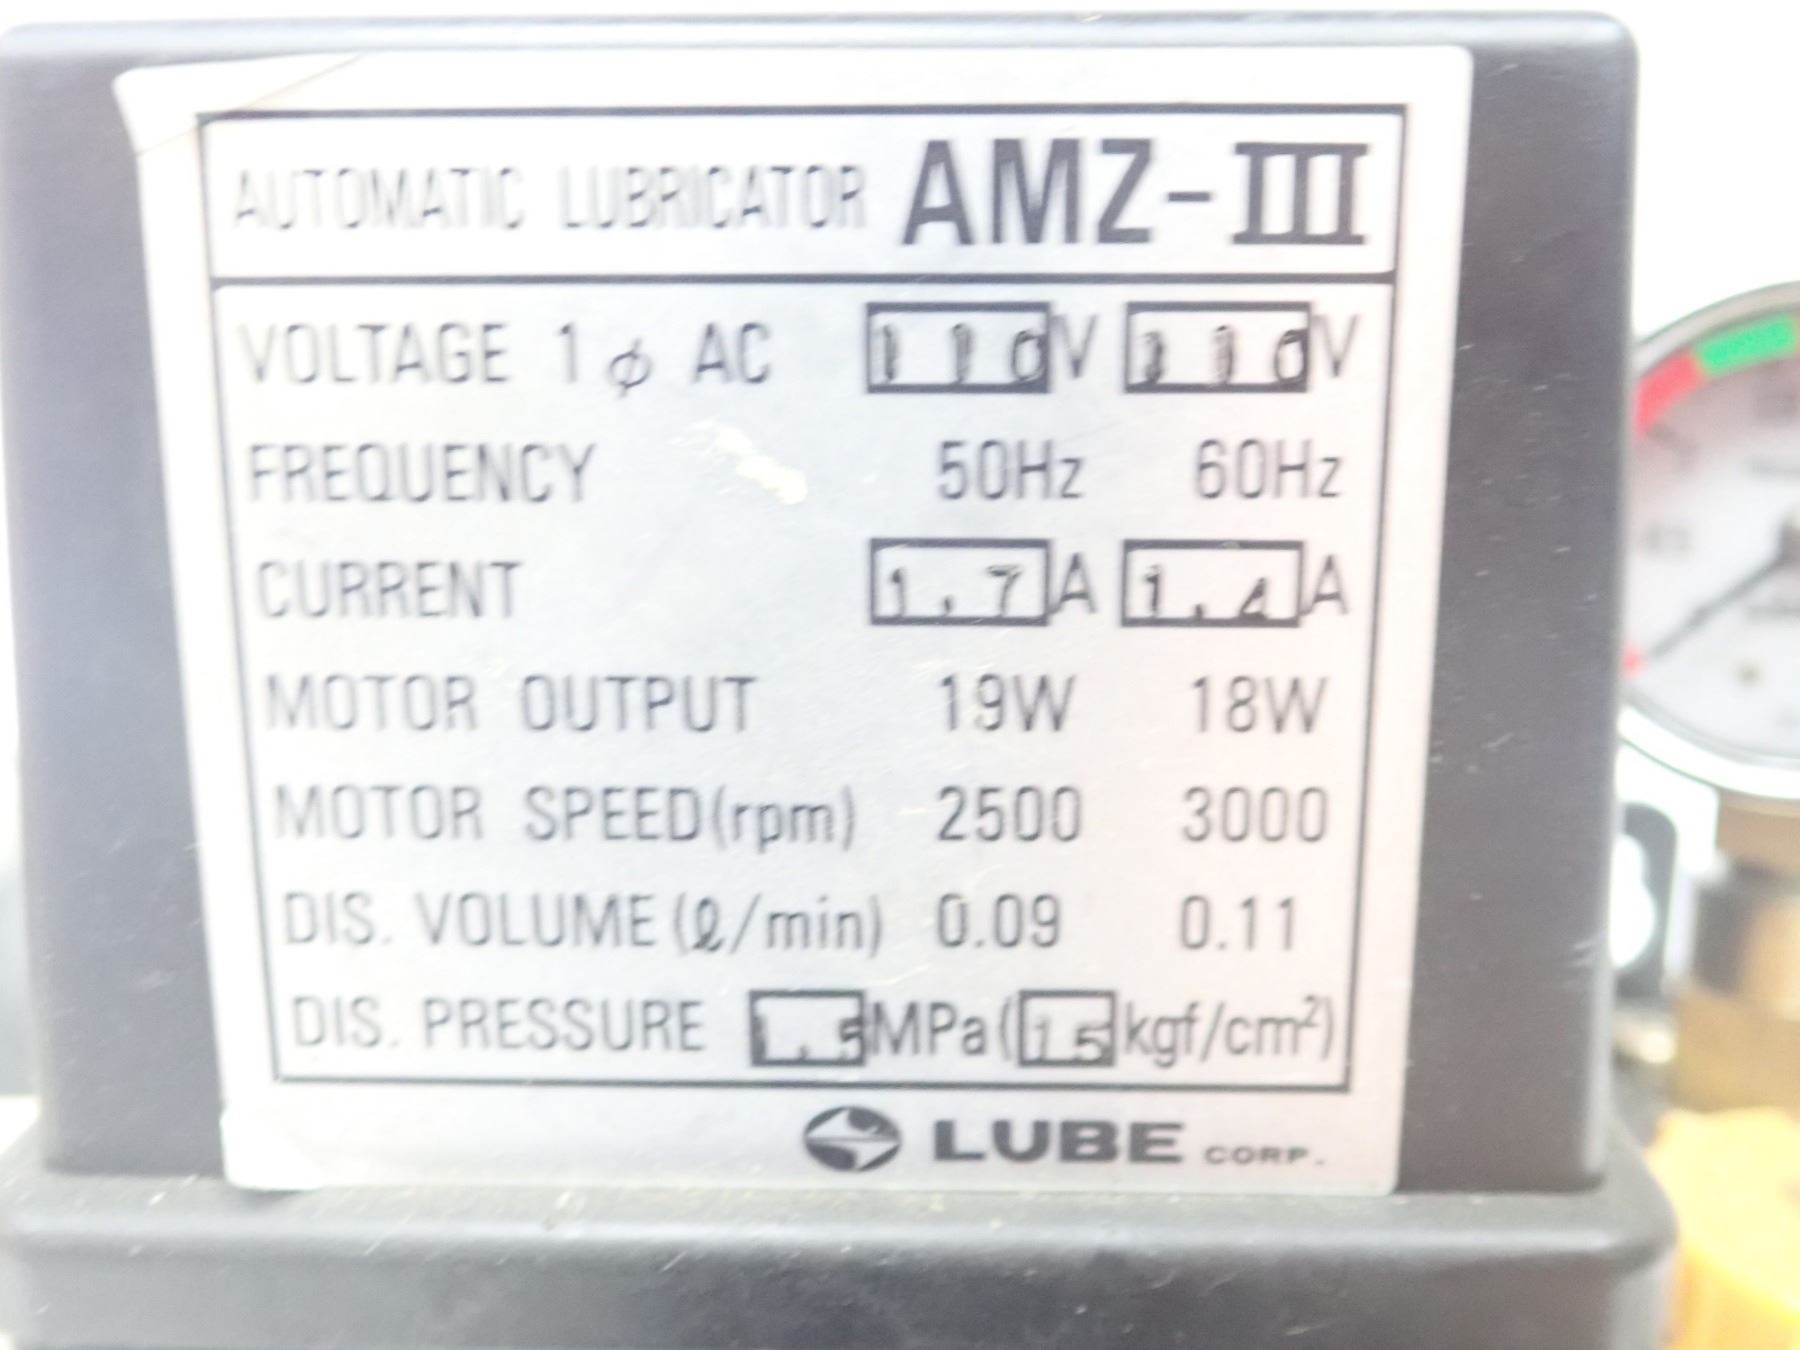 AUTOMATIC LUBRICATOR AMZ-III
VOLTAGE 1φ AC 110V 110V
FREQUENCY 50Hz 60Hz
CURRENT 1.7A 1.4A
MOTOR OUTPUT 19W 18W
MOTOR SPEED(rpm) 2500 3000
DIS. VOLUME(ℓ/min) 0.09 0.11
DIS. PRESSURE 1.5MPa(15kgf/cm²)
LUBE CORP.